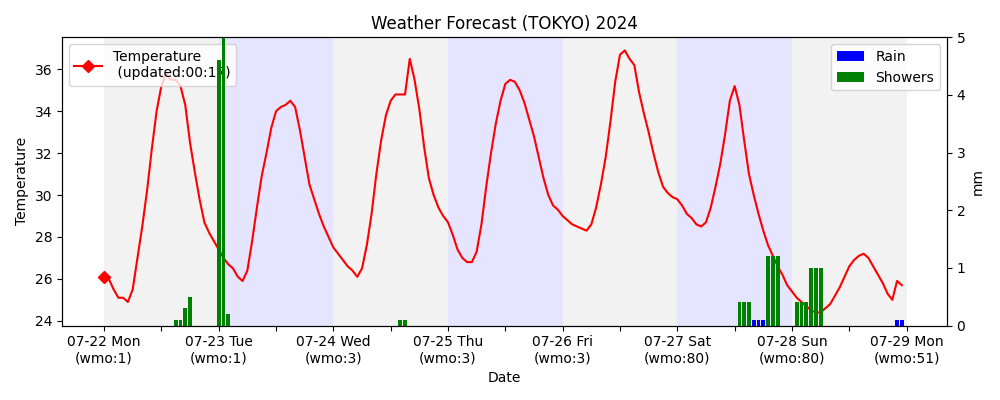 Weather Forecast (TOKYO) 2024
Temperature
(updated:00:15)
Rain
Showers
36
34
32
30
28
26
24
Temperature
5
4
3
2
1
0
mm
07-22 Mon
(wmo:1)
07-23 Tue
(wmo:1)
07-24 Wed
(wmo:3)
07-25 Thu
(wmo:3)
07-26 Fri
(wmo:3)
07-27 Sat
(wmo:80)
07-28 Sun
(wmo:80)
07-29 Mon
(wmo:51)
Date